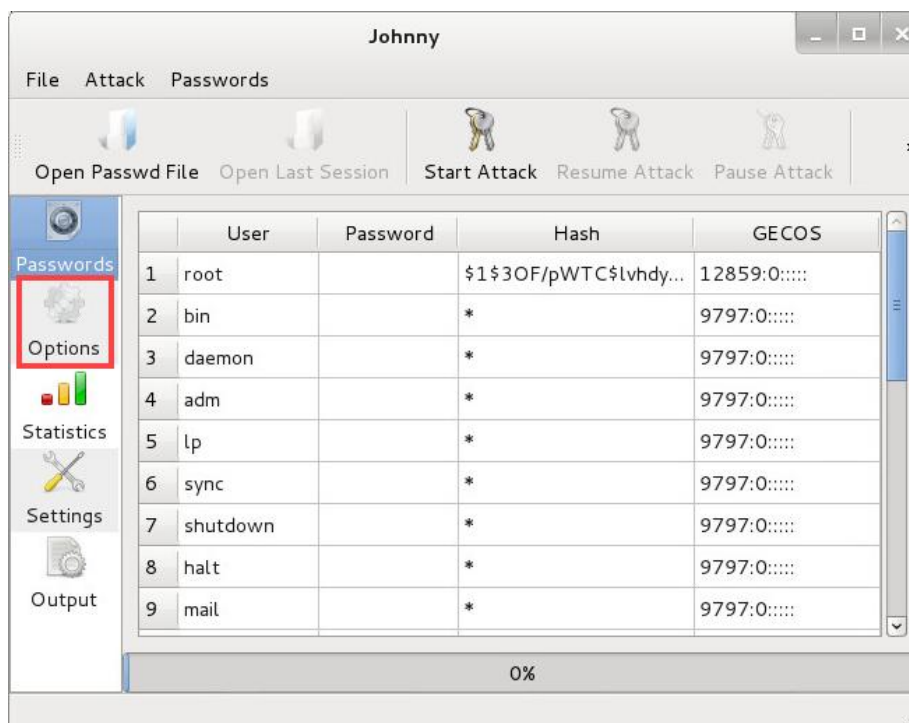 Johnny
File Attack Passwords
Open Passwd File Open Last Session Start Attack Resume Attack Pause Attack
Passwords
Options
Statistics
Settings
Output
User Password Hash GECOS
1 root $1$3OF/pWTC$lvhdy... 12859:0:::::
2 bin * 9797:0:::::
3 daemon * 9797:0:::::
4 adm * 9797:0:::::
5 lp * 9797:0:::::
6 sync * 9797:0:::::
7 shutdown * 9797:0:::::
8 halt * 9797:0:::::
9 mail * 9797:0:::::
0%